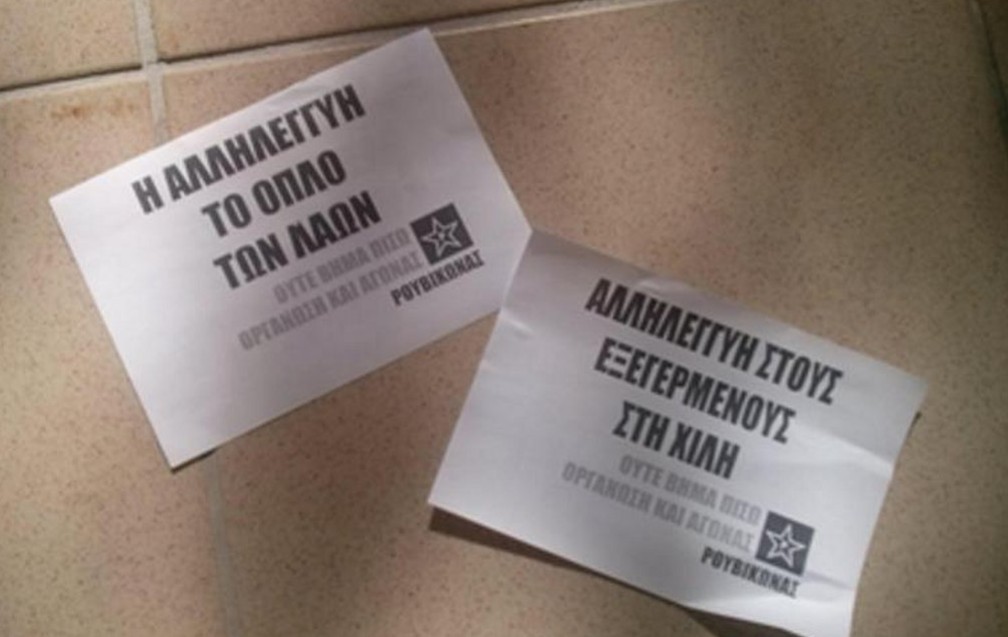 Η ΑΛΛΗΛΕΓΓΥΗ
ΤΟ ΟΠΛΟ
ΤΩΝ ΛΑΩΝ
ΟΥΤΕ ΒΗΜΑ ΠΙΣΩ
ΟΡΓΑΝΩΣΗ ΚΑΙ ΑΓΩΝΑΣ
ΡΟΥΒΙΚΩΝΑΣ
ΑΛΛΗΛΕΓΓΥΗ ΣΤΟΥΣ
ΕΞΕΓΕΡΜΕΝΟΥΣ
ΣΤΗ ΧΙΛΗ
ΟΥΤΕ ΒΗΜΑ ΠΙΣΩ
ΟΡΓΑΝΩΣΗ ΚΑΙ ΑΓΩΝΑΣ
ΡΟΥΒΙΚΩΝΑΣ